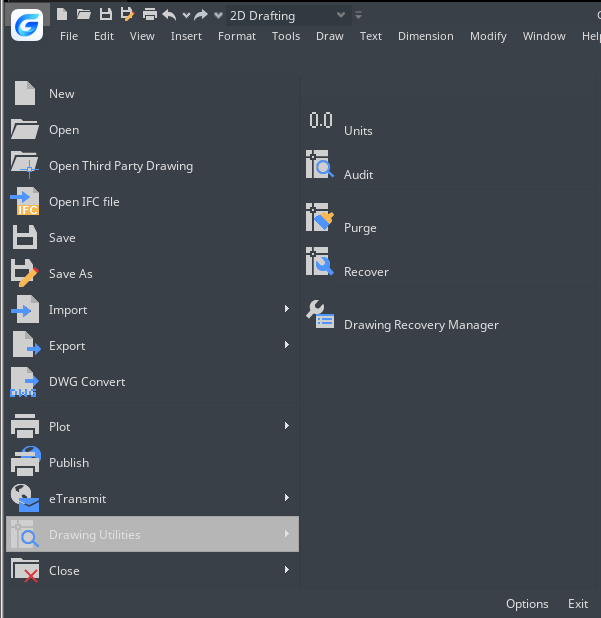 2D Drafting
File Edit View Insert Format Tools Draw Text Dimension Modify Window Help
New
Open
Open Third Party Drawing
IFC Open IFC file
Save
Save As
Import
Export
DWG DWG Convert
Plot
Publish
eTransmit
Drawing Utilities
Close
0.0 Units
Audit
Purge
Recover
Drawing Recovery Manager
Options Exit